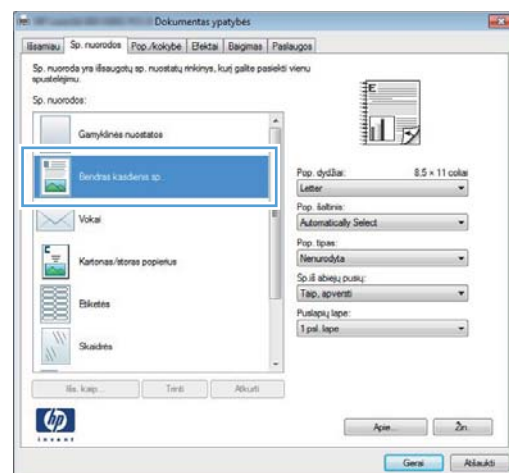 Dokumentas ypatybės
Išsamiau Sp. nuorodos Pop./kokybė Efektai Baigimas Paslaugos
Sp. nuoroda yra išsaugotų sp. nuostatų rinkinys, kurį galite pasiekti vienu
spustelėjimu.
Sp. nuorodos:
Gamyklinės nuostatos
Bendras kasdienis sp.
Vokai
Kartonas/storas popierius
Etiketės
Skaidrės
Išs. kaip... Trinti Atkurti
E
Pop. dydžiai: 8.5 × 11 coliai
Letter
Pop. šaltinis:
Automatically Select
Pop. tipas:
Nenurodyta
Sp.iš abiejų pusių:
Taip, apversti
Puslapių lape:
1 psl. lape
hp
invent
Apie... Žin.
Gerai Atšaukti